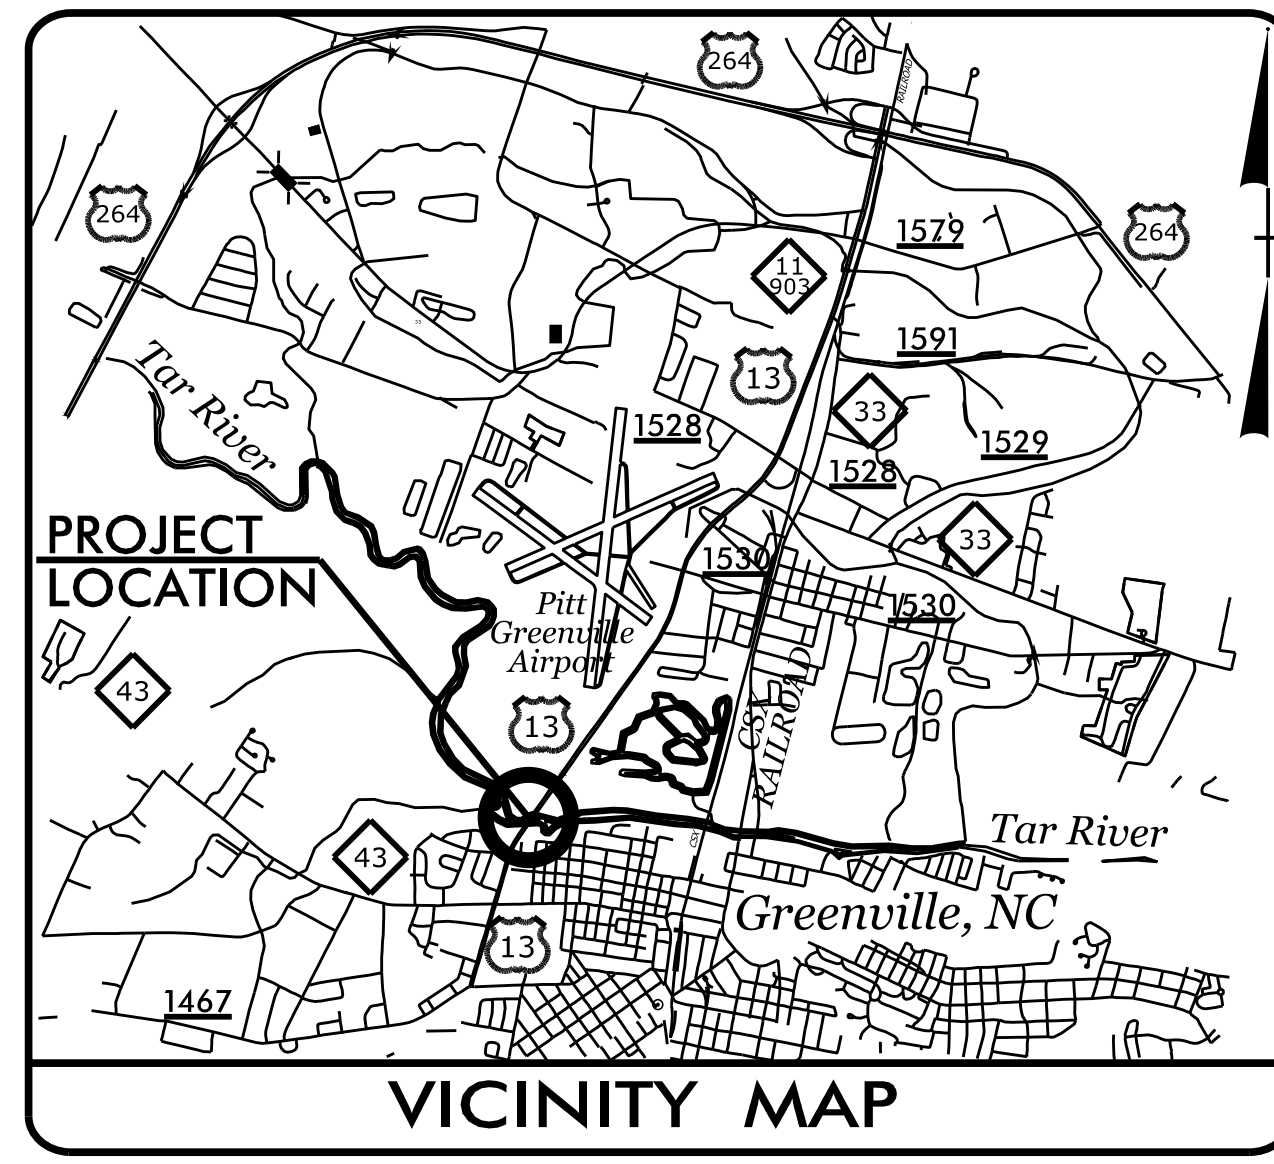 264
RAILROAD
264
1579
264
11
903
1591
13
33
Tar River
1528
1529
1528
33
PROJECT
LOCATION
1530
1530
Pitt
Greenville
Airport
43
13
CSX
RAILROAD
Tar River
CSX
43
Greenville, NC
13
1467
VICINITY MAP